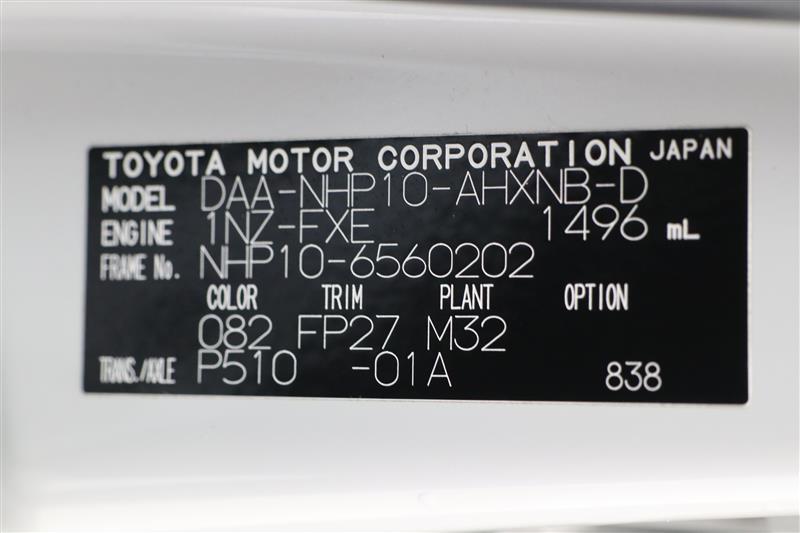 TOYOTA MOTOR CORPORATION JAPAN
MODEL DAA-NHP10-AHXNB-D
ENGINE 1NZ-FXE 1496 mL
FRAME No. NHP10-6560202
COLOR TRIM PLANT OPTION
082 FP27 M32
TRANS./AXLE P510 -01A 838